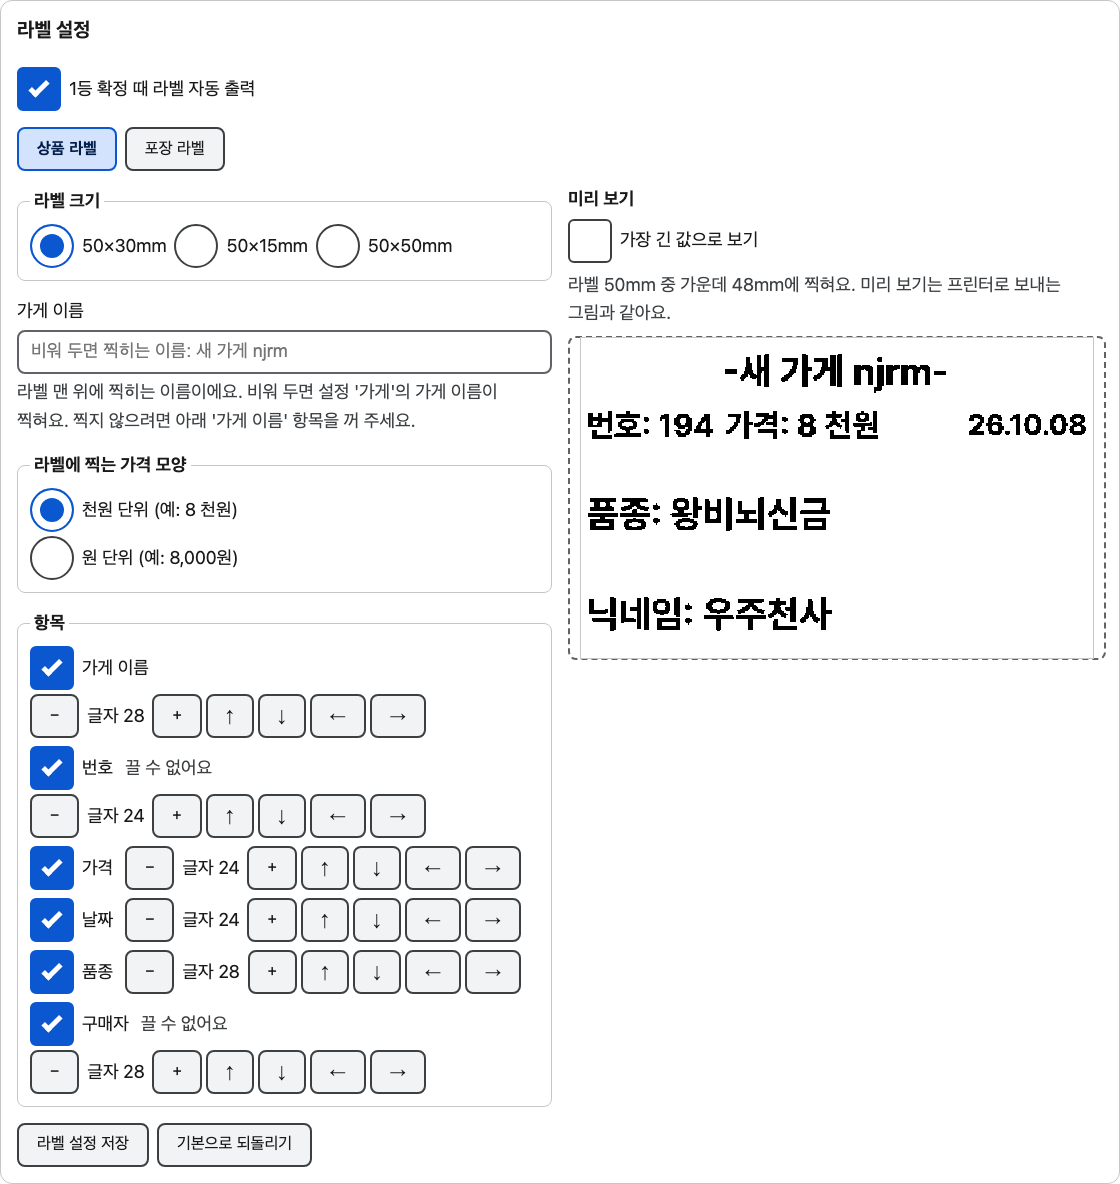 라벨 설정
1등 확정 때 라벨 자동 출력
상품 라벨
포장 라벨
라벨 크기
50×30mm 50×15mm 50×50mm
가게 이름
비워 두면 찍히는 이름: 새 가게 njrm
라벨 맨 위에 찍히는 이름이에요. 비워 두면 설정 '가게'의 가게 이름이
찍혀요. 찍지 않으려면 아래 '가게 이름' 항목을 꺼 주세요.
라벨에 찍는 가격 모양
천원 단위 (예: 8 천원)
원 단위 (예: 8,000원)
항목
가게 이름
− 글자 28 + ↑ ↓ ← →
번호 끌 수 없어요
− 글자 24 + ↑ ↓ ← →
가격 − 글자 24 + ↑ ↓ ← →
날짜 − 글자 24 + ↑ ↓ ← →
품종 − 글자 28 + ↑ ↓ ← →
구매자 끌 수 없어요
− 글자 28 + ↑ ↓ ← →
라벨 설정 저장
기본으로 되돌리기
미리 보기
가장 긴 값으로 보기
라벨 50mm 중 가운데 48mm에 찍혀요. 미리 보기는 프린터로 보내는
그림과 같아요.
-새 가게 njrm-
번호: 194 가격: 8 천원 26.10.08
품종: 왕비뇌신금
닉네임: 우주천사